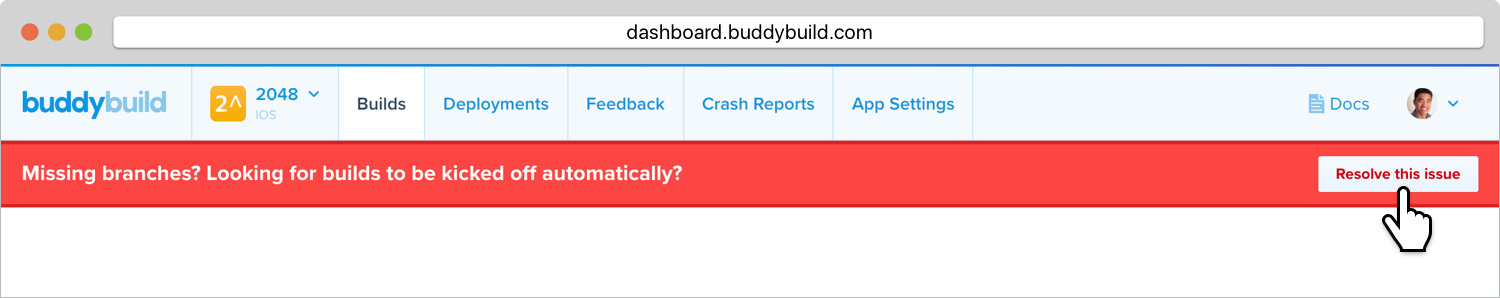 dashboard.buddybuild.com
buddybuild
2^
2048
IOS
Builds
Deployments
Feedback
Crash Reports
App Settings
Docs
Missing branches? Looking for builds to be kicked off automatically?
Resolve this issue